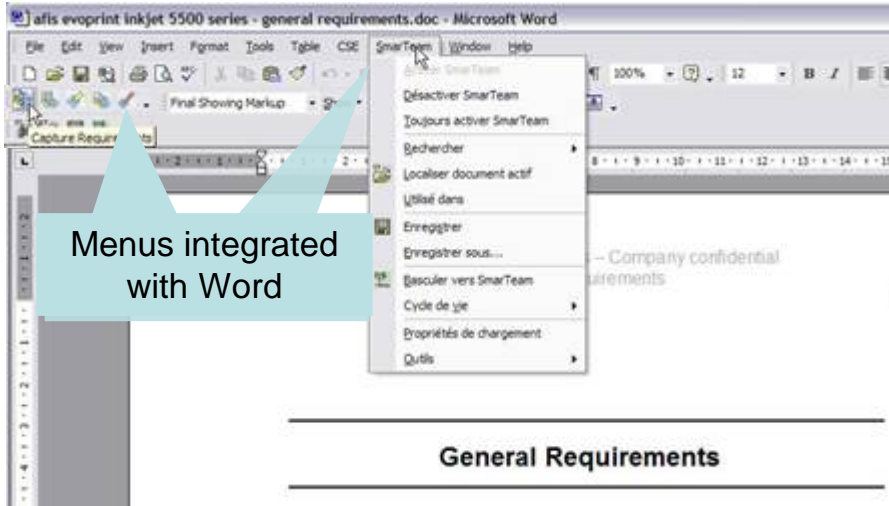 afis evoprint inkjet 5500 series - general requirements.doc - Microsoft Word
File Edit View Insert Format Tools Table CSE SmarTeam Window Help
100% 12 B I
Final Showing Markup
Capture Requirements
Désactiver SmarTeam
Toujours activer SmarTeam
Rechercher
Localiser document actif
Utilisé dans
Enregistrer
Enregistrer sous...
Basculer vers SmarTeam
Cycle de vie
Propriétés de chargement
Outils
Menus integrated
with Word
– Company confidential
General Requirements